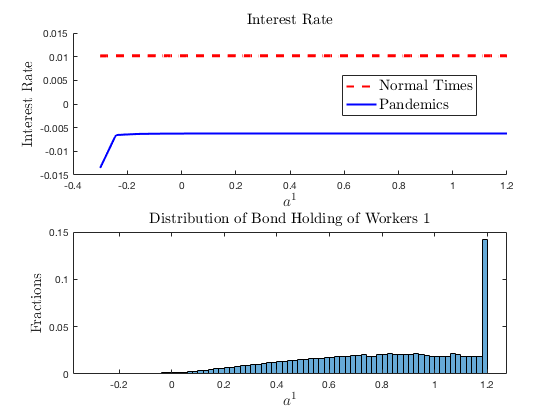 Interest Rate
0.015
0.01
0.005
0
-0.005
-0.01
-0.015
Interest Rate
Normal Times
Pandemics
-0.4 -0.2 0 0.2 0.4 0.6 0.8 1 1.2
a¹
Distribution of Bond Holding of Workers 1
0.15
0.1
0.05
0
Fractions
-0.2 0 0.2 0.4 0.6 0.8 1 1.2
a¹